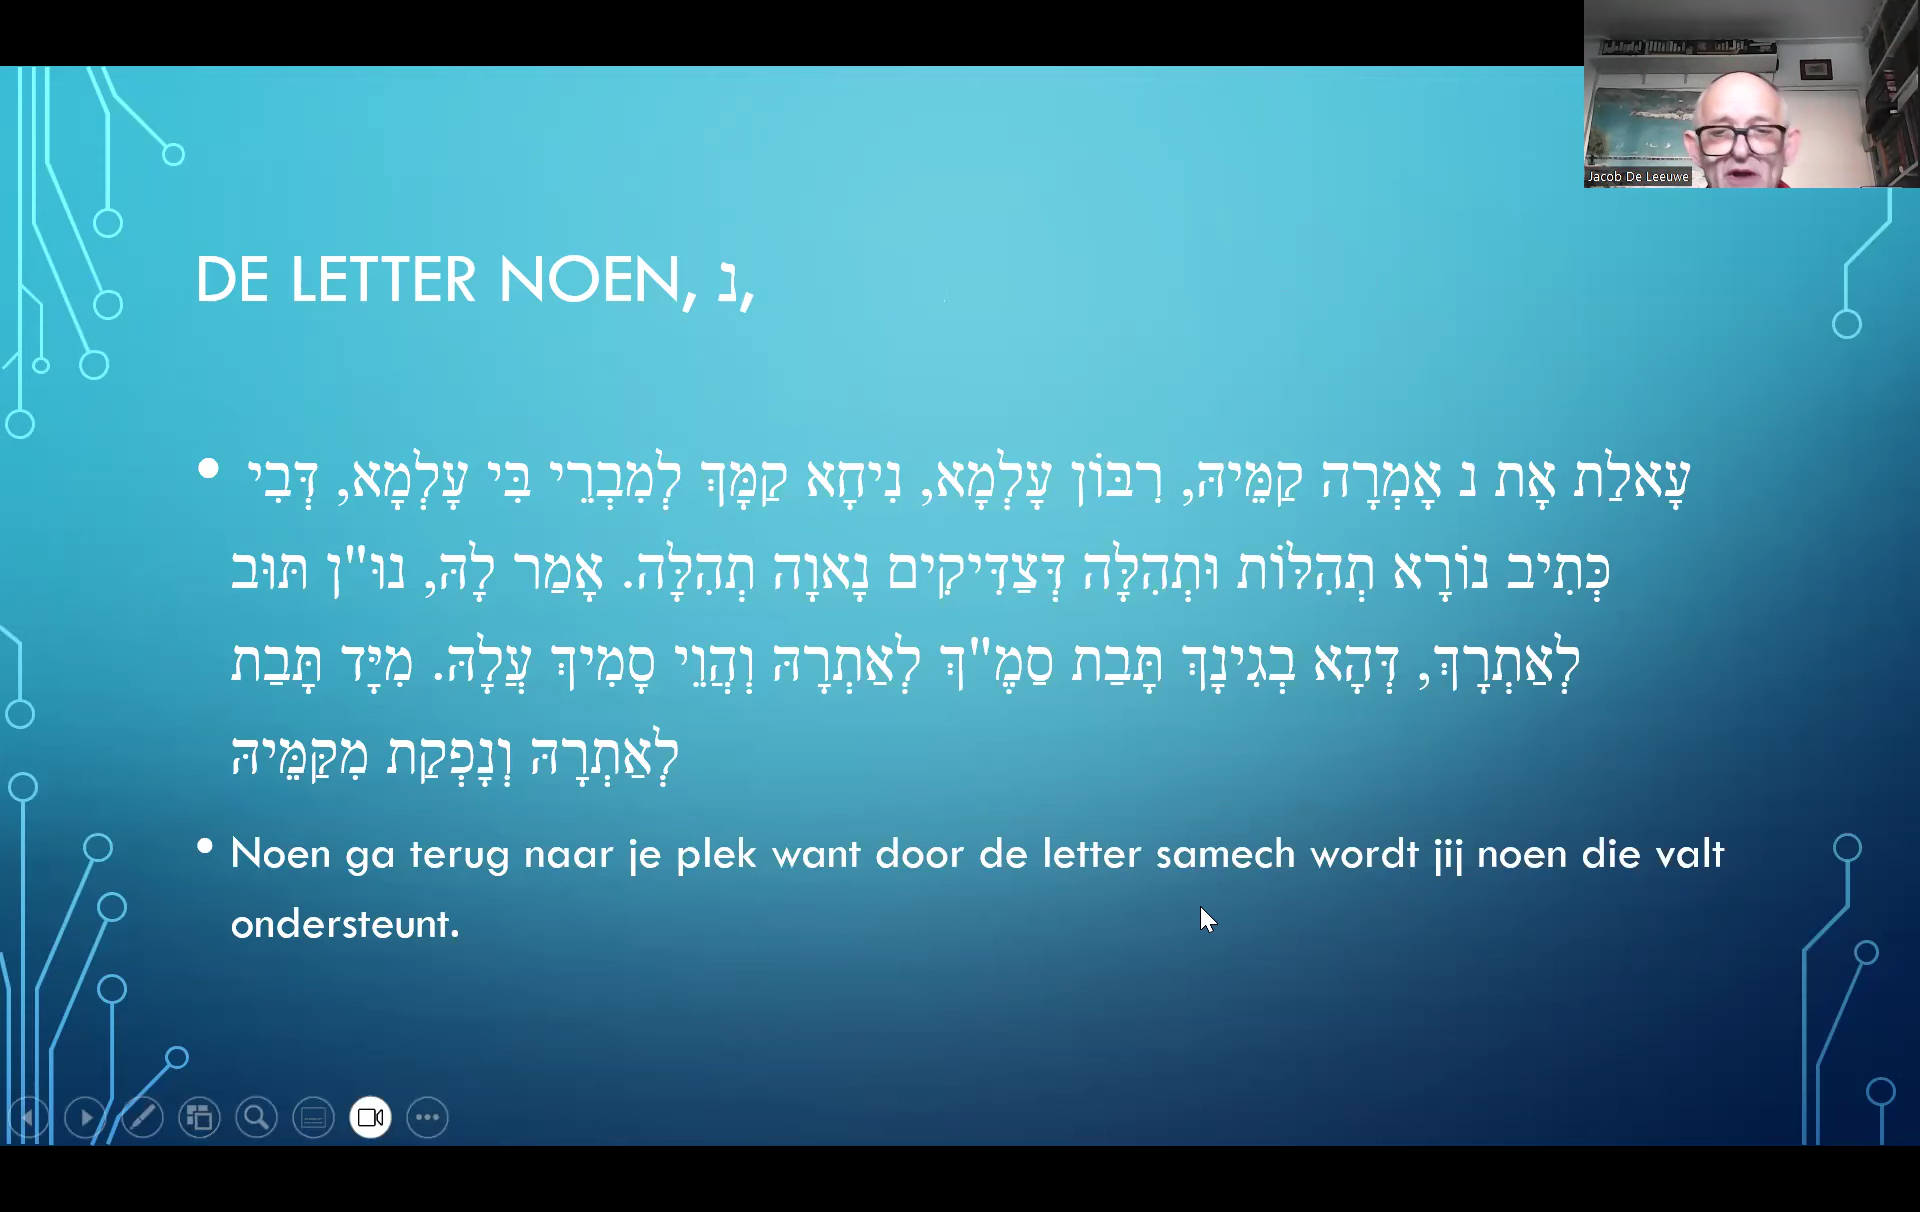 Jacob De Leeuwe
DE LETTER NOEN, נ,
עָאלַת אָת נ אָמְרָה קַמֵּיהּ, רִבּוֹן עָלְמָא, נִיחָא קַמָּךְ לְמִבְרֵי בִּי עָלְמָא, דְּבִי
כְּתִיב נוֹרָא תְהִלּוֹת וּתְהִלָּה דְּצַדִּיקִים נָאוָה תְהִלָּה. אָמַר לָהּ, נוּ"ן תּוּב
לְאַתְרָךְ, דְּהָא בְגִינָךְ תָּבַת סַמֶ"ךְ לְאַתְרָהּ וְהֲוֵי סָמִיךְ עֲלָהּ. מִיָּד תָּבַת
לְאַתְרָהּ וְנָפְקַת מִקַּמֵּיהּ
Noen ga terug naar je plek want door de letter samech wordt jij noen die valt
ondersteunt.